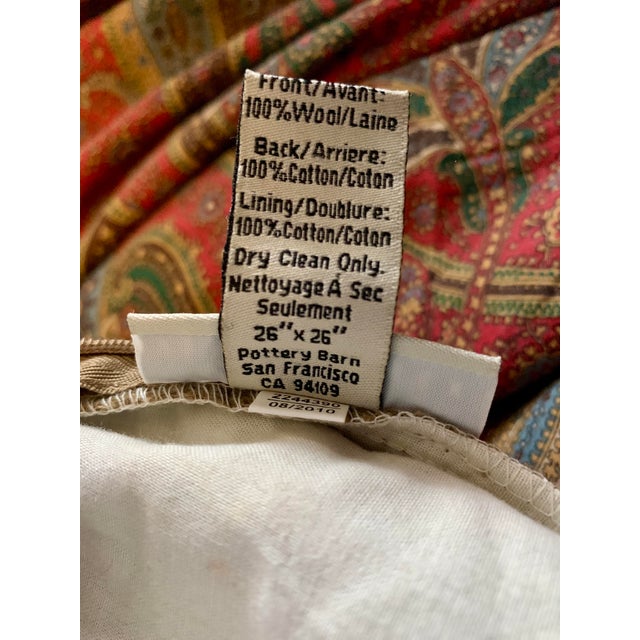 Front/Avant:
100%Wool/Laine
Back/Arriere:
100%Cotton/Coton
Lining/Doublure:
100%Cotton/Coton
Dry Clean Only.
Nettoyage A Sec
Seulement
26"x 26"
Pottery Barn
San Francisco
CA 94109
2244390
08/2010